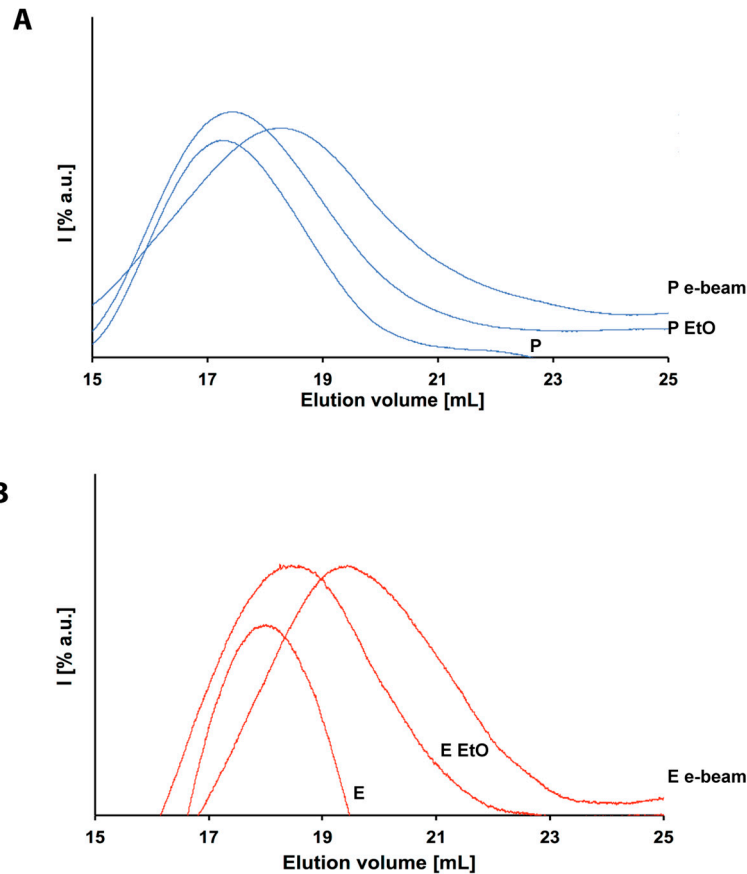 A
I [% a.u.]
P e-beam
P EtO
P
15 17 19 21 23 25
Elution volume [mL]
B
I [% a.u.]
E EtO
E e-beam
E
15 17 19 21 23 25
Elution volume [mL]